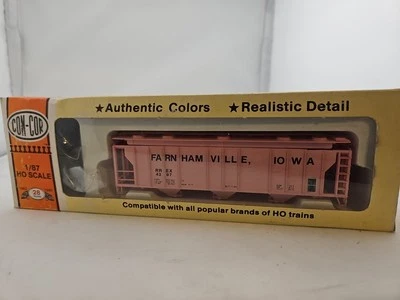 ★Authentic Colors ★Realistic Detail
CON-COR
1/87
HO SCALE
FARNHAMVILLE, IOWA
Compatible with all popular brands of HO trains